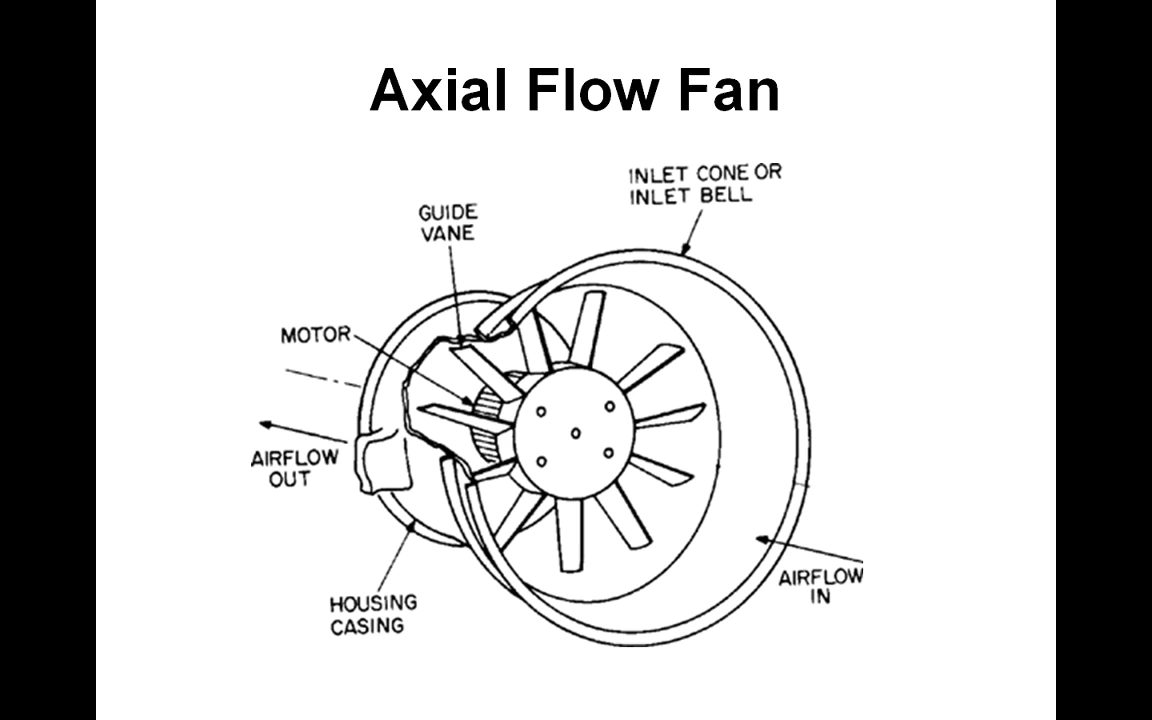 Axial Flow Fan
INLET CONE OR
INLET BELL
GUIDE
VANE
MOTOR
AIRFLOW
OUT
AIRFLOW
IN
HOUSING
CASING